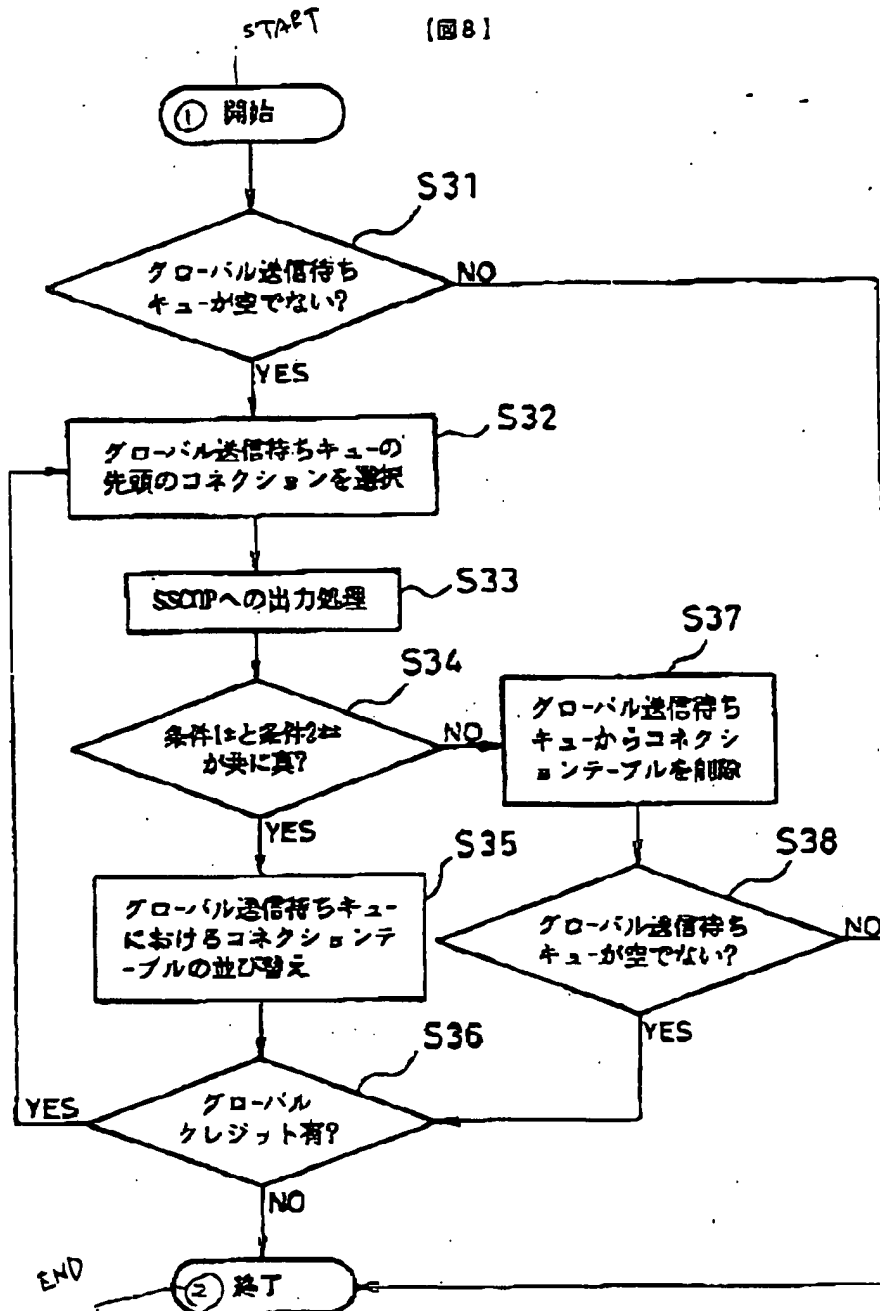 START
【図8】
① 開始
S31
グローバル送信待ち
キューが空でない?
NO
YES
S32
グローバル送信待ちキューの
先頭のコネクションを選択
S33
SSCOPへの出力処理
S34
条件1*と条件2**
が共に真?
NO
YES
S37
グローバル送信待ち
キューからコネクシ
ョンテーブルを削除
S35
グローバル送信待ちキュー
におけるコネクションテ
ーブルの並び替え
S38
グローバル送信待ち
キューが空でない?
NO
YES
S36
グローバル
クレジット有?
YES
NO
END
② 終了